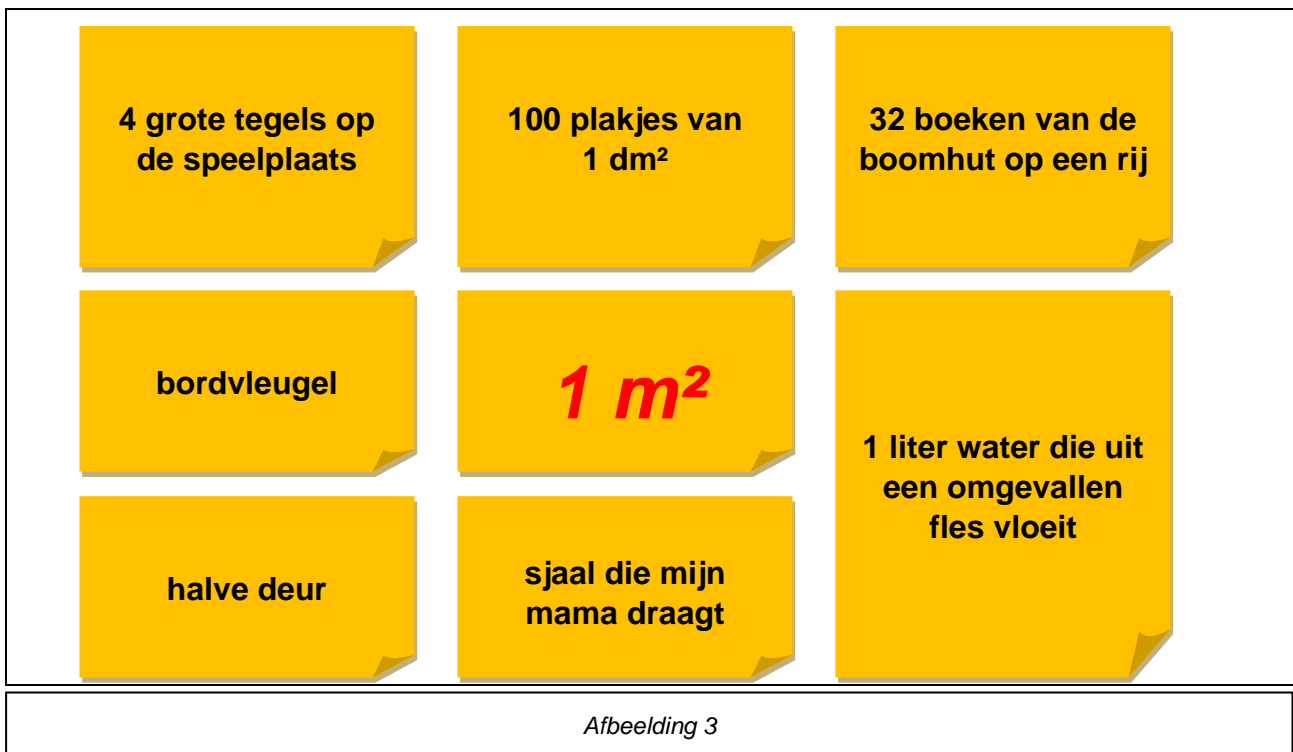 4 grote tegels op
de speelplaats
100 plakjes van
1 dm²
32 boeken van de
boomhut op een rij
bordvleugel
1 m²
1 liter water die uit
een omgevallen
fles vloeit
halve deur
sjaal die mijn
mama draagt
Afbeelding 3